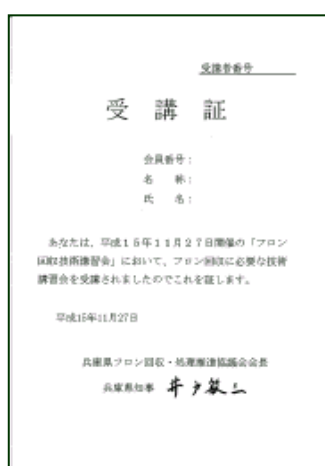 受講者番号
受 講 証
会員番号：
名　　称：
氏　　名：
あなたは、平成１５年１１月２７日開催の「フロン
回収技術講習会」において、フロン回収に必要な技術
講習会を受講されましたのでこれを証します。
平成15年11月27日
兵庫県フロン回収・処理推進協議会会長
兵庫県知事　井戸敏三